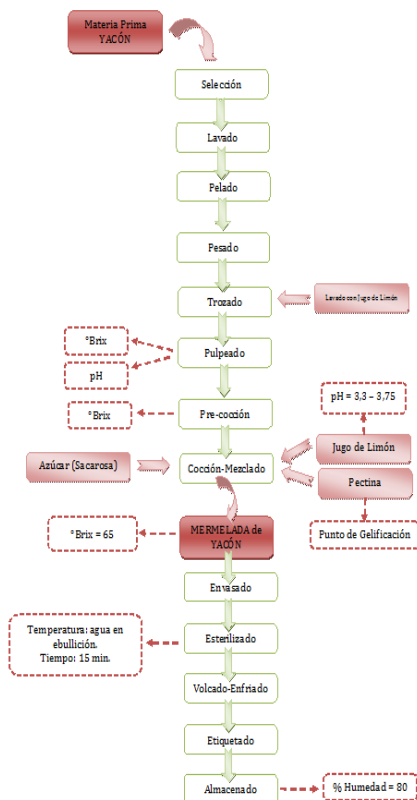 Materia Prima
YACÓN
Selección
Lavado
Pelado
Pesado
Trozado
Lavado con Jugo de Limón
°Brix
Pulpeado
pH
°Brix
Pre-cocción
pH = 3,3 – 3,75
Jugo de Limón
Azúcar (Sacarosa)
Cocción-Mezclado
Pectina
°Brix = 65
MERMELADA de
YACÓN
Punto de Gelificación
Envasado
Temperatura: agua en
ebullición.
Tiempo: 15 min.
Esterilizado
Volcado-Enfriado
Etiquetado
Almacenado
% Humedad = 80